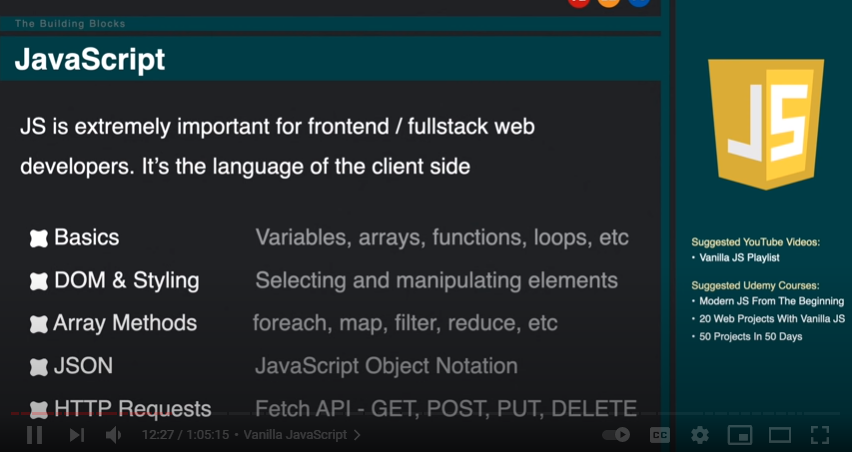 The Building Blocks
JavaScript
JS is extremely important for frontend / fullstack web
developers. It's the language of the client side
Basics Variables, arrays, functions, loops, etc
DOM & Styling Selecting and manipulating elements
Array Methods foreach, map, filter, reduce, etc
JSON JavaScript Object Notation
HTTP Requests Fetch API - GET, POST, PUT, DELETE
JS
Suggested YouTube Videos:
• Vanilla JS Playlist
Suggested Udemy Courses:
• Modern JS From The Beginning
• 20 Web Projects With Vanilla JS
• 50 Projects In 50 Days
12:27 / 1:05:15 • Vanilla JavaScript >
CC